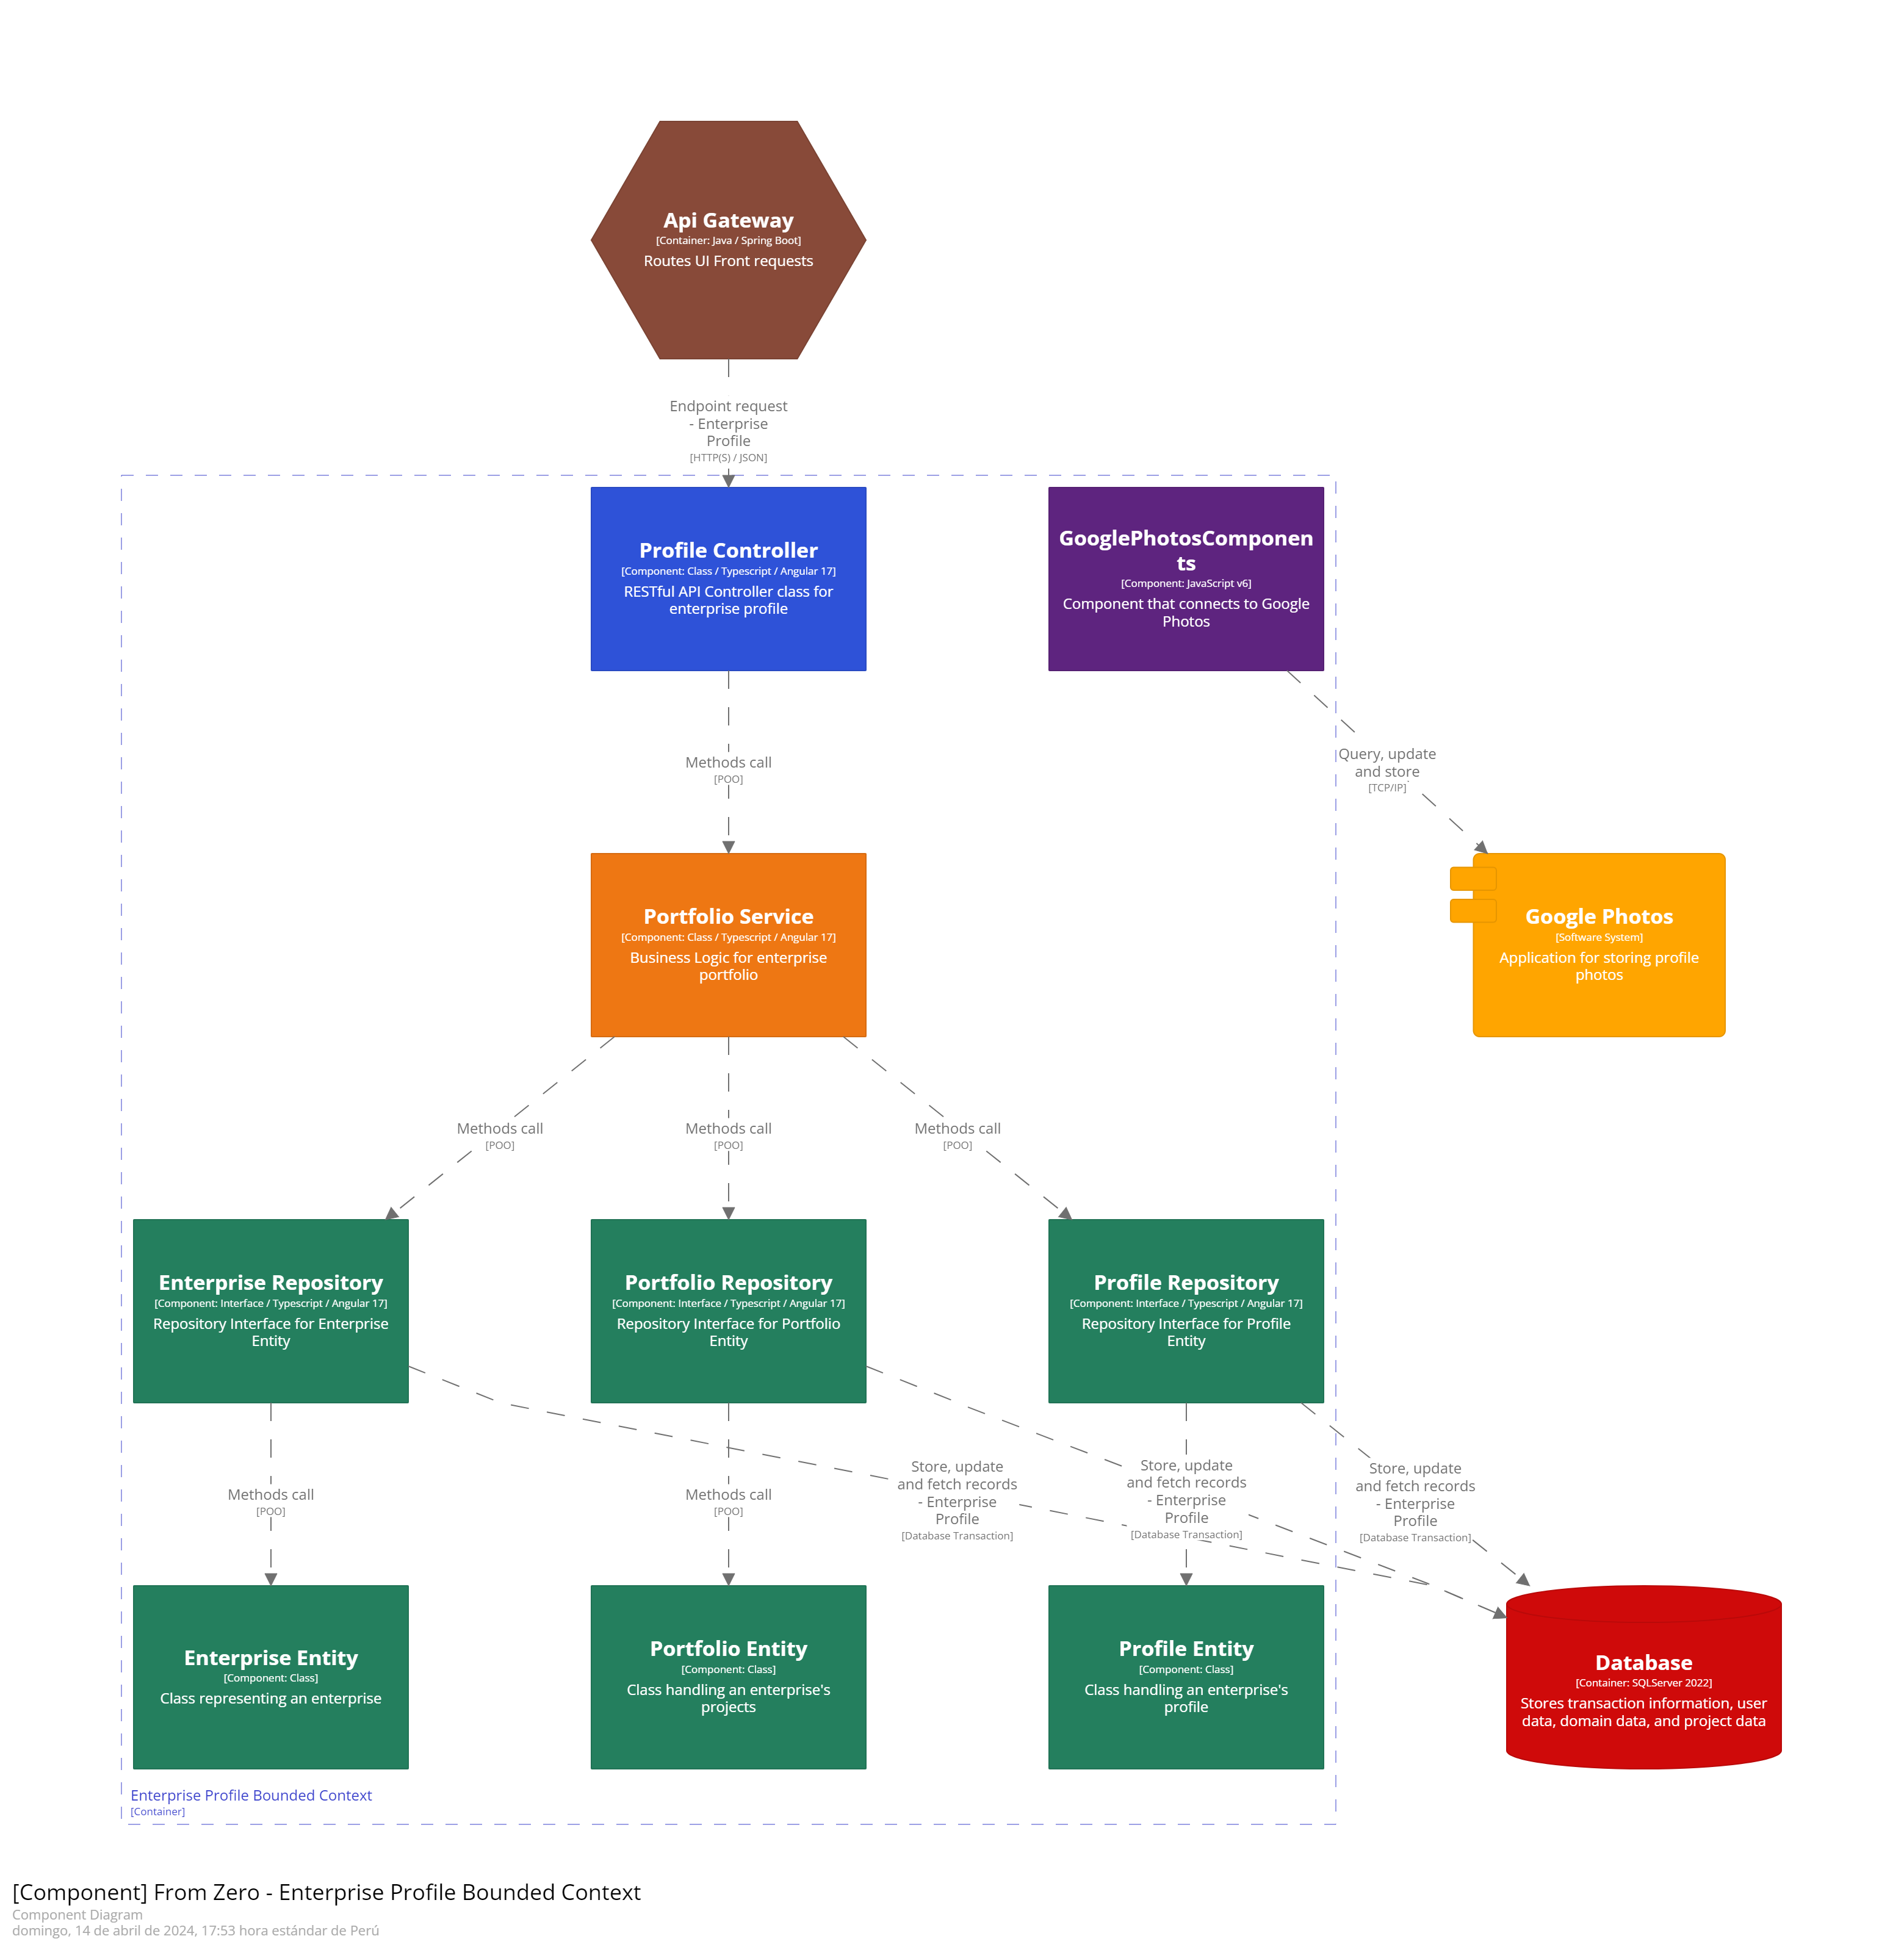 Api Gateway
[Container: Java / Spring Boot]
Routes UI Front requests
Endpoint request
- Enterprise
Profile
[HTTP(S) / JSON]
Profile Controller
[Component: Class / Typescript / Angular 17]
RESTful API Controller class for
enterprise profile
GooglePhotosComponen
ts
[Component: JavaScript v6]
Component that connects to Google
Photos
Methods call
[POO]
Query, update
and store
[TCP/IP]
Portfolio Service
[Component: Class / Typescript / Angular 17]
Business Logic for enterprise
portfolio
Google Photos
[Software System]
Application for storing profile
photos
Methods call
[POO]
Methods call
[POO]
Methods call
[POO]
Enterprise Repository
[Component: Interface / Typescript / Angular 17]
Repository Interface for Enterprise
Entity
Portfolio Repository
[Component: Interface / Typescript / Angular 17]
Repository Interface for Portfolio
Entity
Profile Repository
[Component: Interface / Typescript / Angular 17]
Repository Interface for Profile
Entity
Methods call
[POO]
Methods call
[POO]
Store, update
and fetch records
- Enterprise
Profile
[Database Transaction]
Store, update
and fetch records
- Enterprise
Profile
[Database Transaction]
Store, update
and fetch records
- Enterprise
Profile
[Database Transaction]
Enterprise Entity
[Component: Class]
Class representing an enterprise
Portfolio Entity
[Component: Class]
Class handling an enterprise's
projects
Profile Entity
[Component: Class]
Class handling an enterprise's
profile
Database
[Container: SQLServer 2022]
Stores transaction information, user
data, domain data, and project data
Enterprise Profile Bounded Context
[Container]
[Component] From Zero - Enterprise Profile Bounded Context
Component Diagram
domingo, 14 de abril de 2024, 17:53 hora estándar de Perú